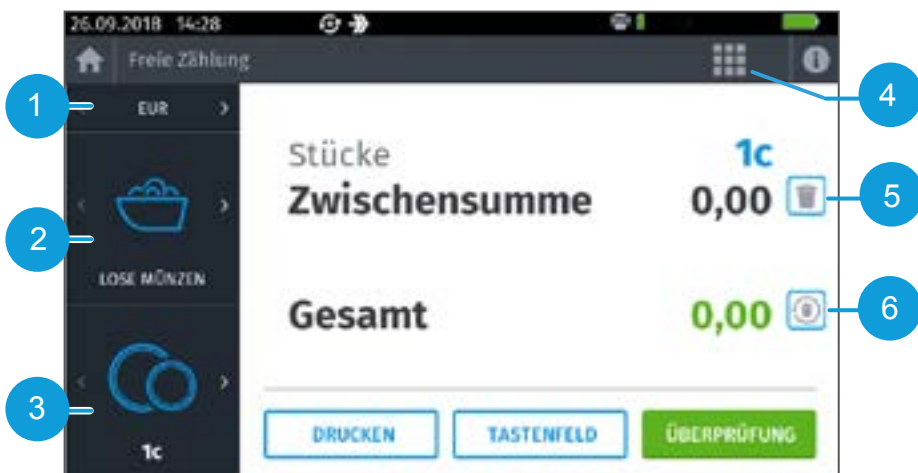 26.09.2018 14:28
Freie Zählung
4
1
EUR
Stücke 1c
Zwischensumme 0,00
5
2
LOSE MÜNZEN
Gesamt 0,00
6
3
1c
DRUCKEN TASTENFELD ÜBERPRÜFUNG